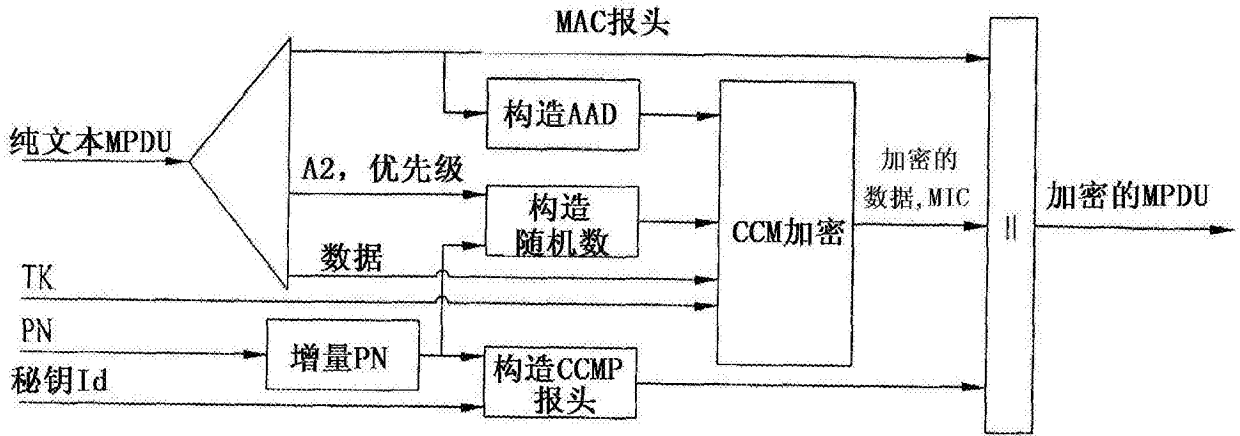 MAC报头
纯文本MPDU
构造AAD
A2，优先级
构造
随机数
数据
CCM加密
加密的
数据,MIC
||
加密的MPDU
TK
PN
增量PN
秘钥Id
构造CCMP
报头